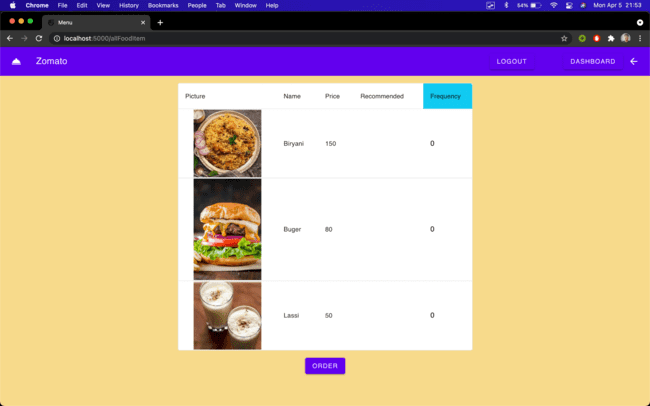 Chrome File Edit View History Bookmarks People Tab Window Help 54% Mon Apr 5 21:53
Menu
localhost:5000/allFoodItem
Zomato LOGOUT DASHBOARD
Picture Name Price Recommended Frequency
Biryani 150 0
Buger 80 0
Lassi 50 0
ORDER